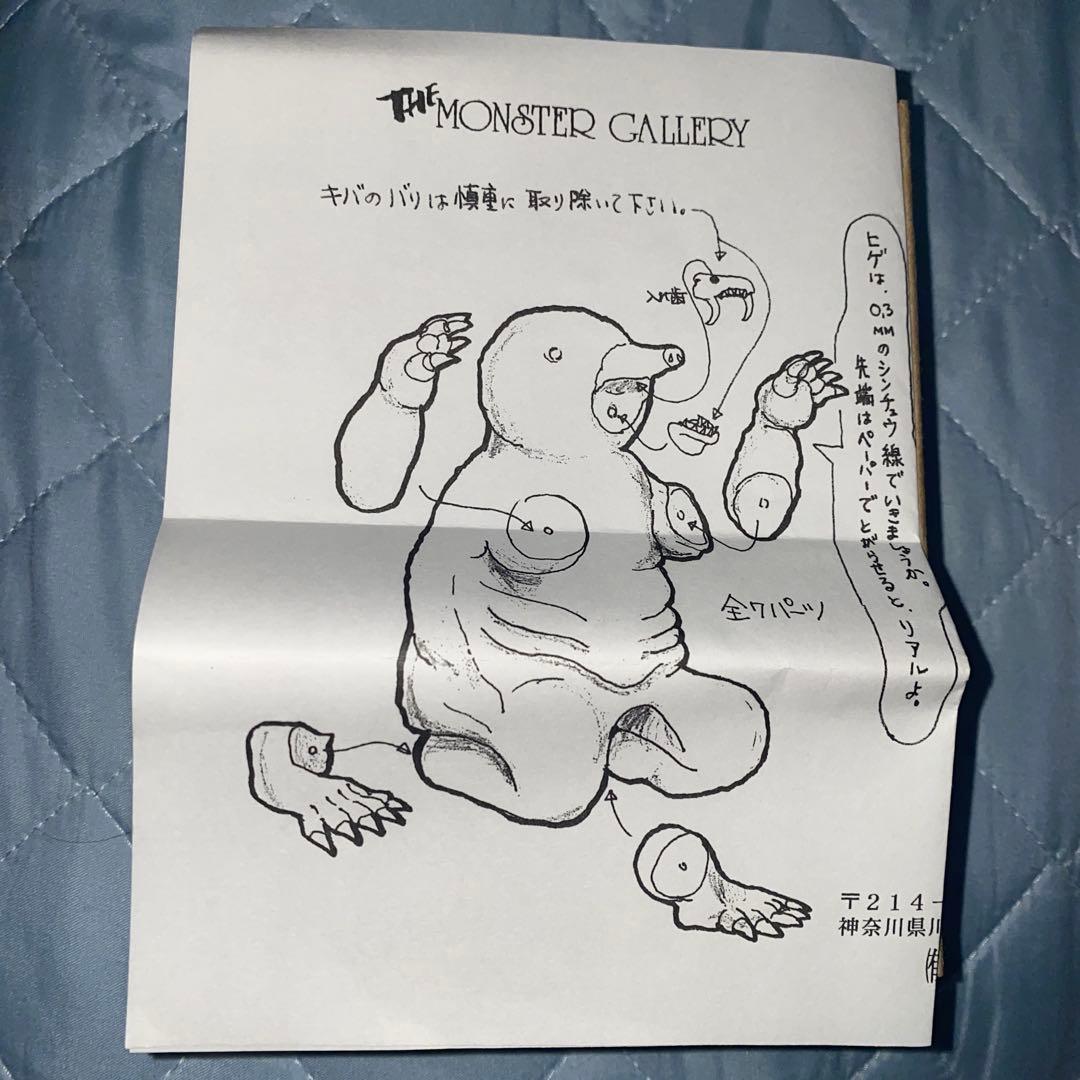 THE MONSTER GALLERY
キバのバリは慎重に取り除いて下さい。
ヒゲは、0.3mmのシンチュウ線でいきましょうか。
先端はペーパーでとがらせると、リアルよ。
全7パーツ
〒214-
神奈川県川